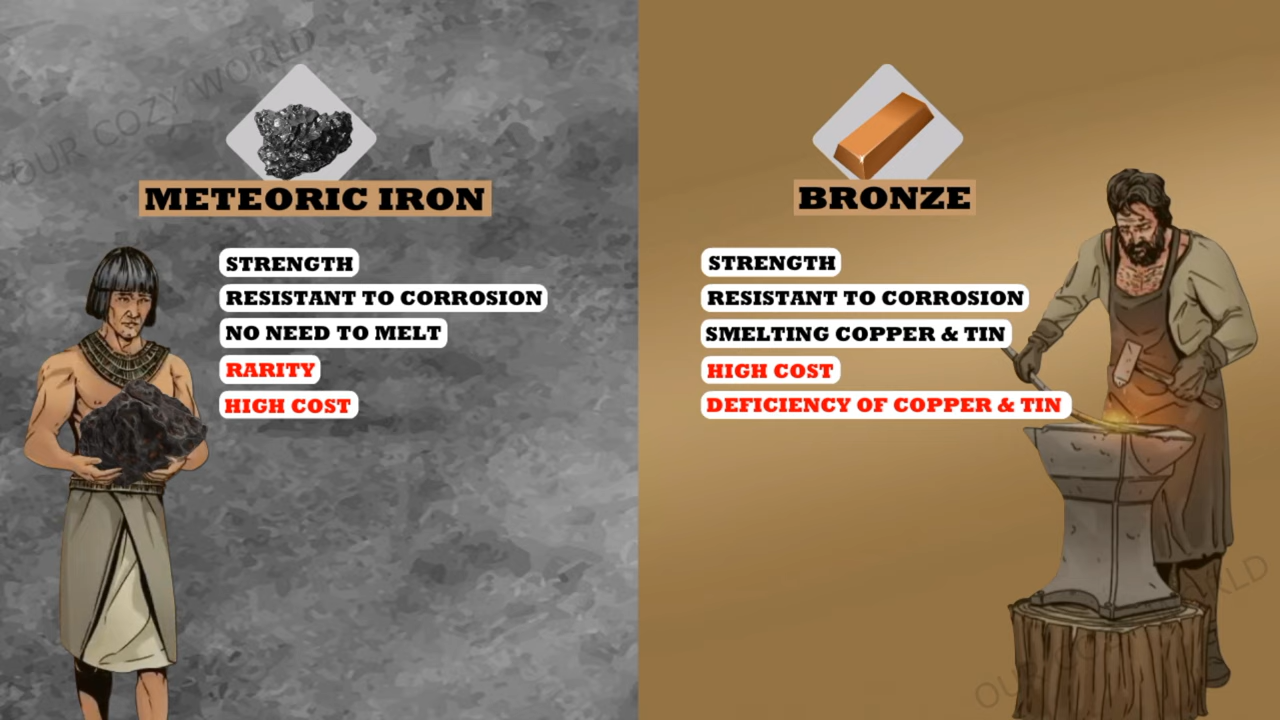 OUR COZY WORLD
METEORIC IRON
STRENGTH
RESISTANT TO CORROSION
NO NEED TO MELT
RARITY
HIGH COST
BRONZE
STRENGTH
RESISTANT TO CORROSION
SMELTING COPPER & TIN
HIGH COST
DEFICIENCY OF COPPER & TIN